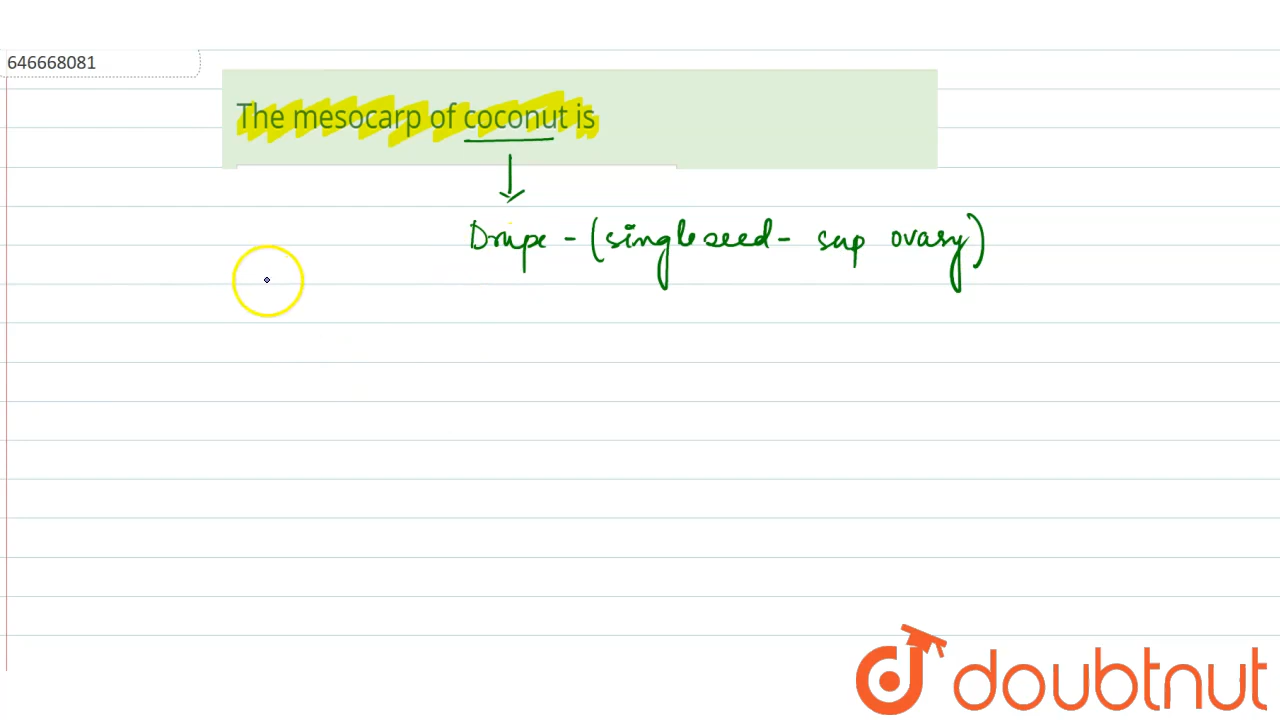 646668081
The mesocarp of coconut is
Drupe - (single seed - sup ovary)
doubtnut